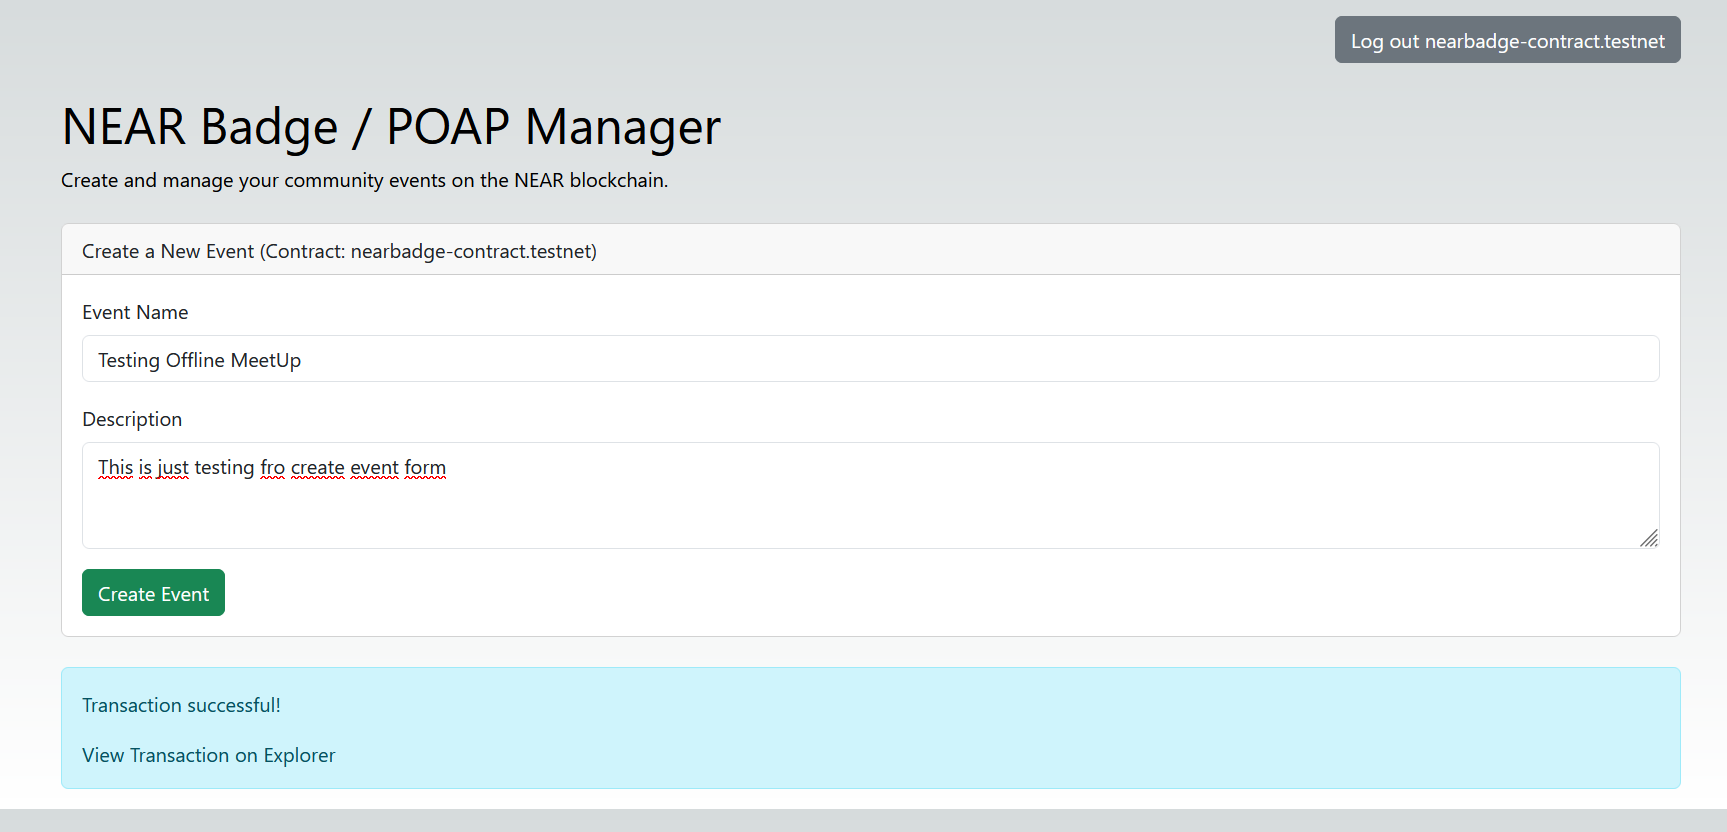 Log out nearbadge-contract.testnet
NEAR Badge / POAP Manager
Create and manage your community events on the NEAR blockchain.
Create a New Event (Contract: nearbadge-contract.testnet)
Event Name
Testing Offline MeetUp
Description
This is just testing fro create event form
Create Event
Transaction successful!
View Transaction on Explorer